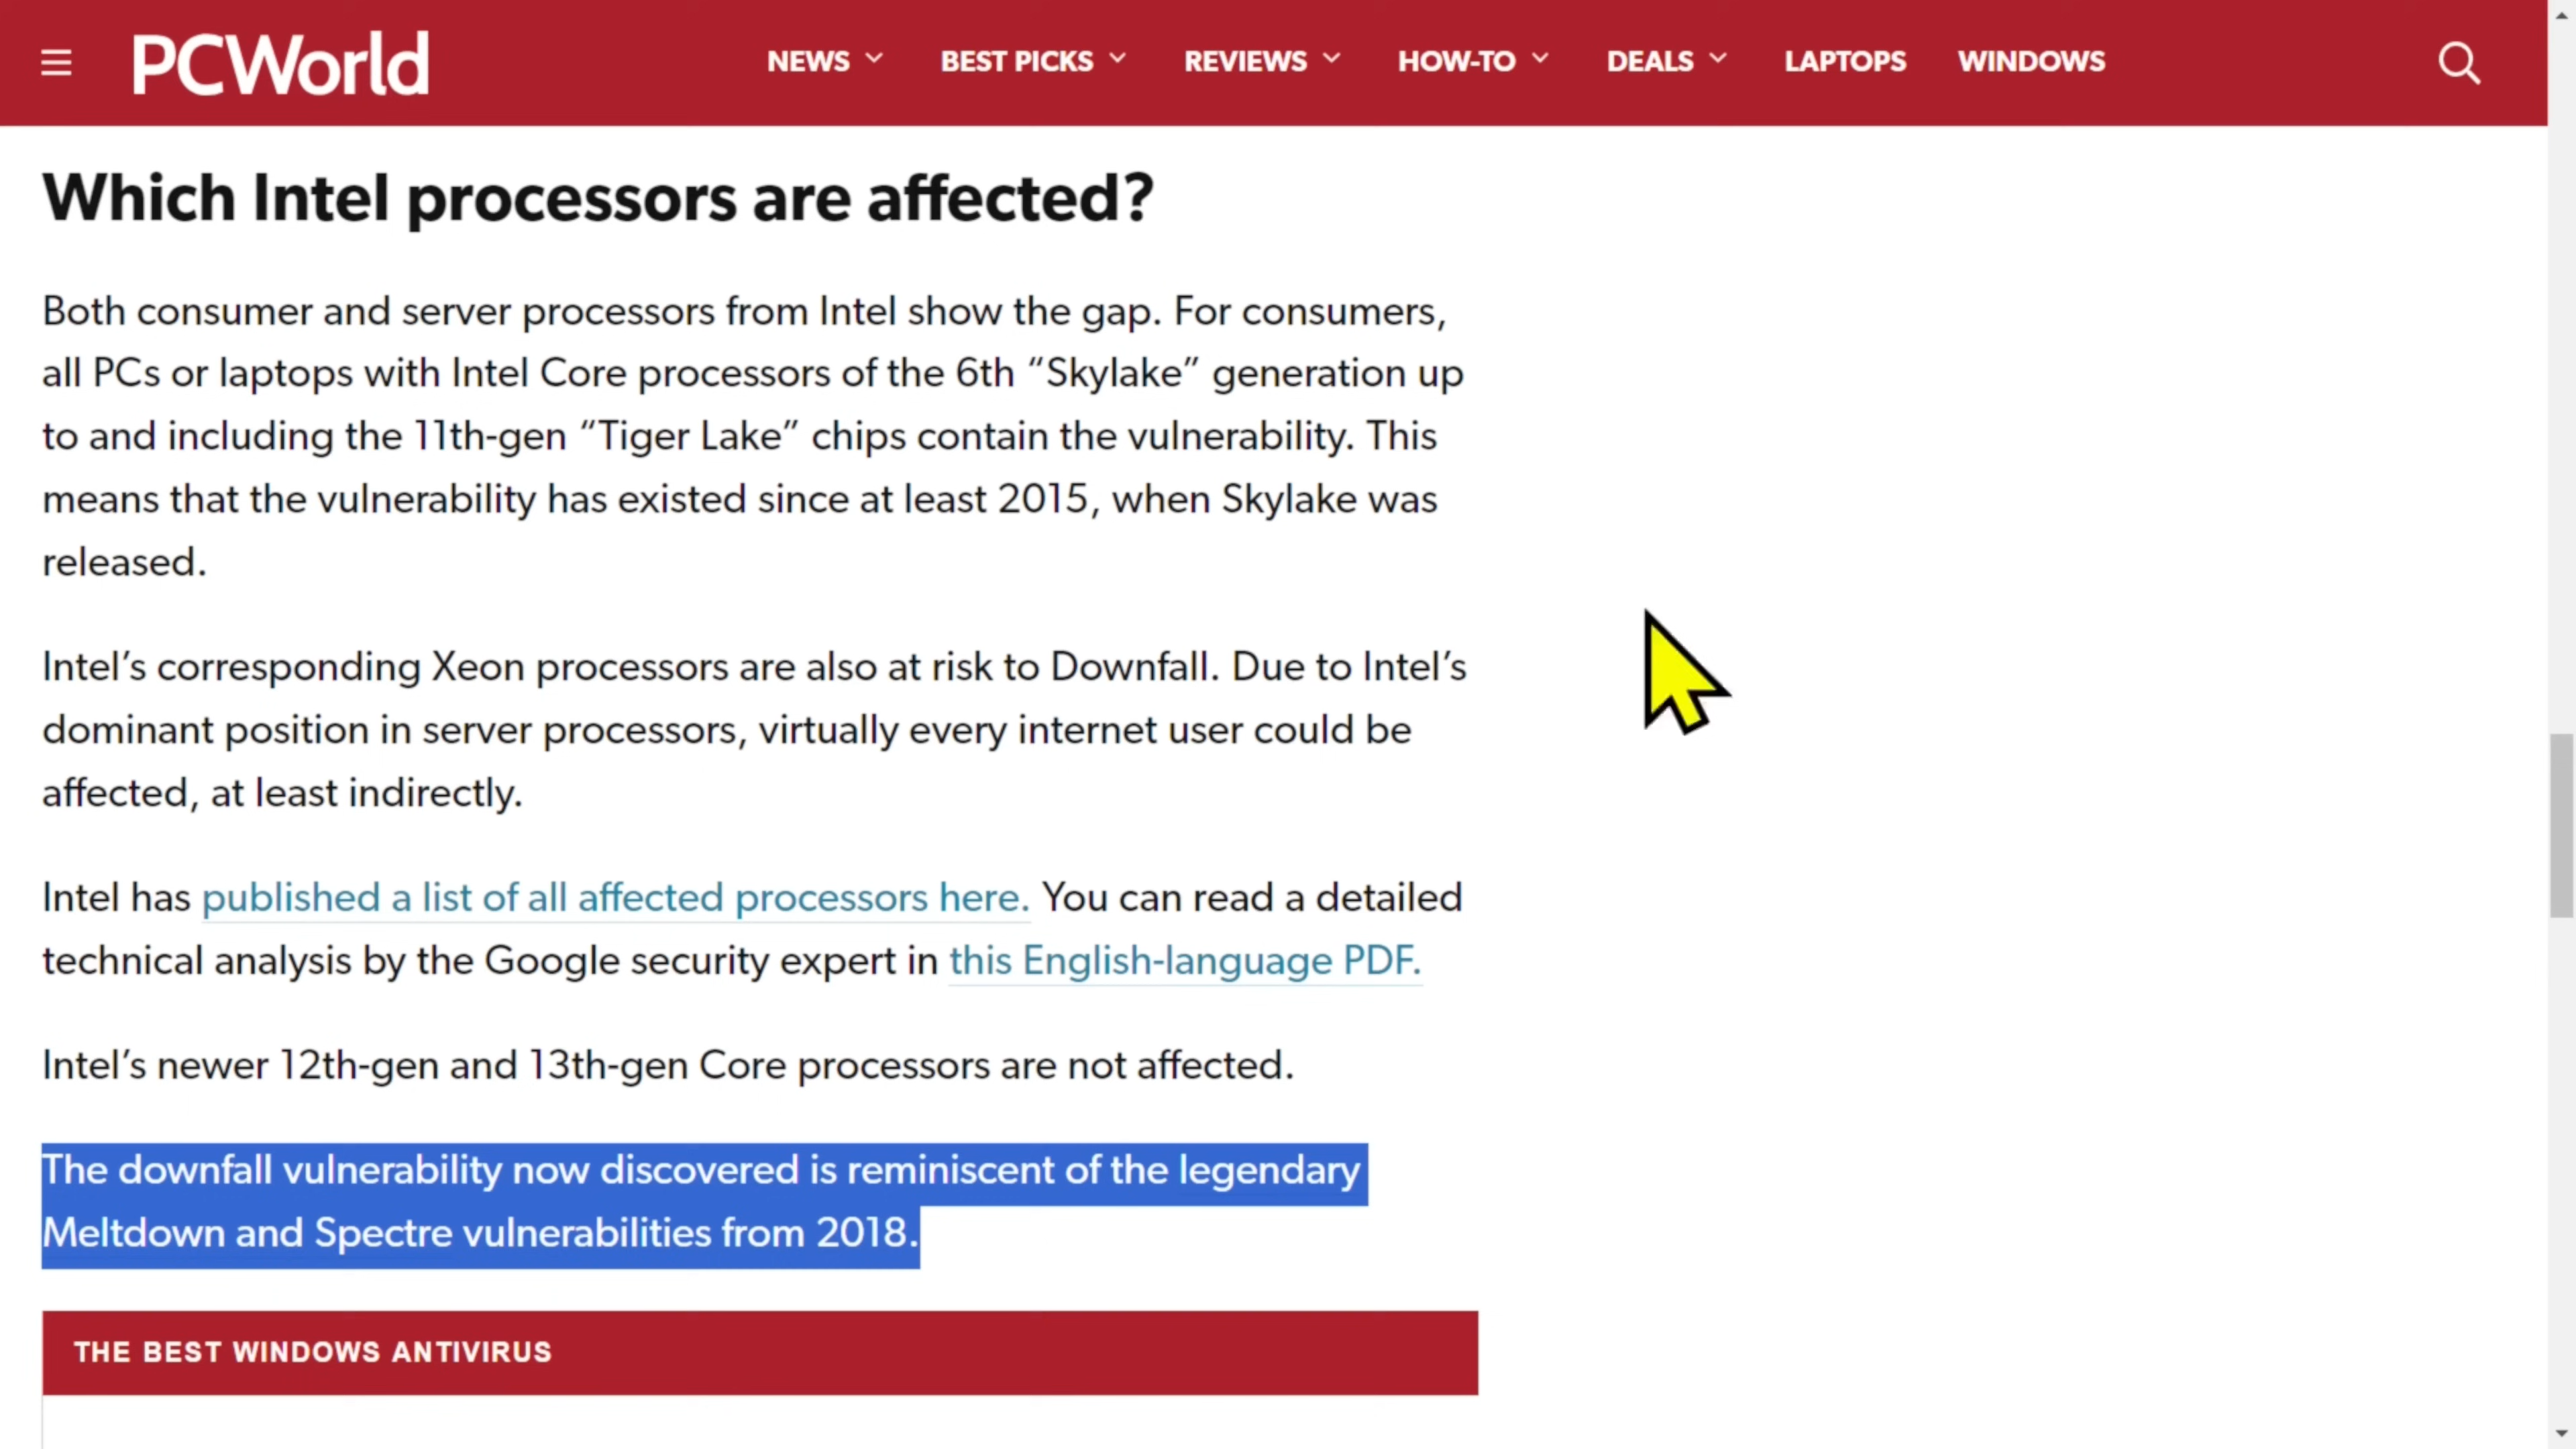 PCWorld
NEWS BEST PICKS REVIEWS HOW-TO DEALS LAPTOPS WINDOWS
Which Intel processors are affected?
Both consumer and server processors from Intel show the gap. For consumers,
all PCs or laptops with Intel Core processors of the 6th “Skylake” generation up
to and including the 11th-gen “Tiger Lake” chips contain the vulnerability. This
means that the vulnerability has existed since at least 2015, when Skylake was
released.
Intel’s corresponding Xeon processors are also at risk to Downfall. Due to Intel’s
dominant position in server processors, virtually every internet user could be
affected, at least indirectly.
Intel has published a list of all affected processors here. You can read a detailed
technical analysis by the Google security expert in this English-language PDF.
Intel’s newer 12th-gen and 13th-gen Core processors are not affected.
The downfall vulnerability now discovered is reminiscent of the legendary
Meltdown and Spectre vulnerabilities from 2018.
THE BEST WINDOWS ANTIVIRUS